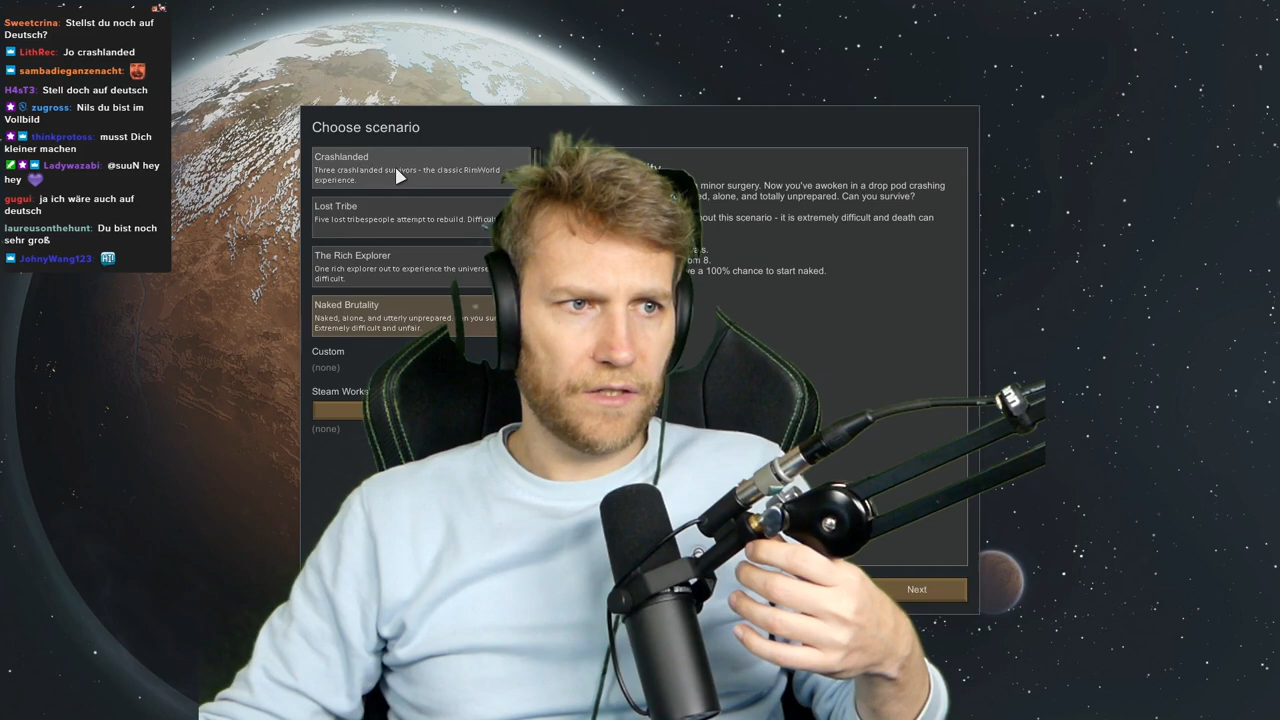 Sweetcrina: Stellst du noch auf
Deutsch?
LithRec: Jo crashlanded
sambadieganzenacht:
H4sT3: Stell doch auf deutsch
zugross: Nils du bist im
Vollbild
thinkprotoss: musst Dich
kleiner machen
Ladywazabi: @suuN hey
hey
gugui: ja ich wäre auch auf
deutsch
laureusonthehunt: Du bist noch
sehr groß
JohnyWang123: HI
Choose scenario
Crashlanded
Three crashlanded survivors - the classic RimWorld
experience.
Lost Tribe
Five lost tribespeople attempt to rebuild.
The Rich Explorer
One rich explorer out to experience the universe
difficult.
Naked Brutality
Naked, alone, and utterly unprepared.
Extremely difficult and unfair.
Custom
(none)
Steam
(none)
minor surgery. Now you've awoken in a drop pod crashing
alone, and totally unprepared. Can you survive?
about this scenario - it is extremely difficult and death can
8.
a 100% chance to start naked.
Next